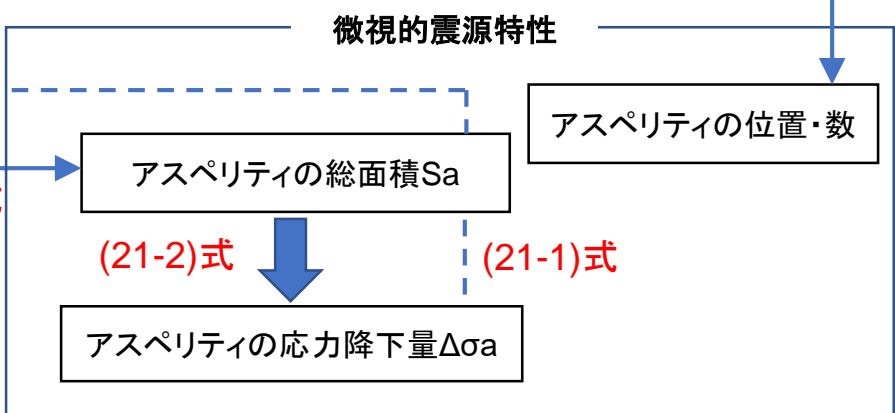 微視的震源特性
アスペリティの位置・数
アスペリティの総面積Sa
(21-2)式
(21-1)式
アスペリティの応力降下量Δσa